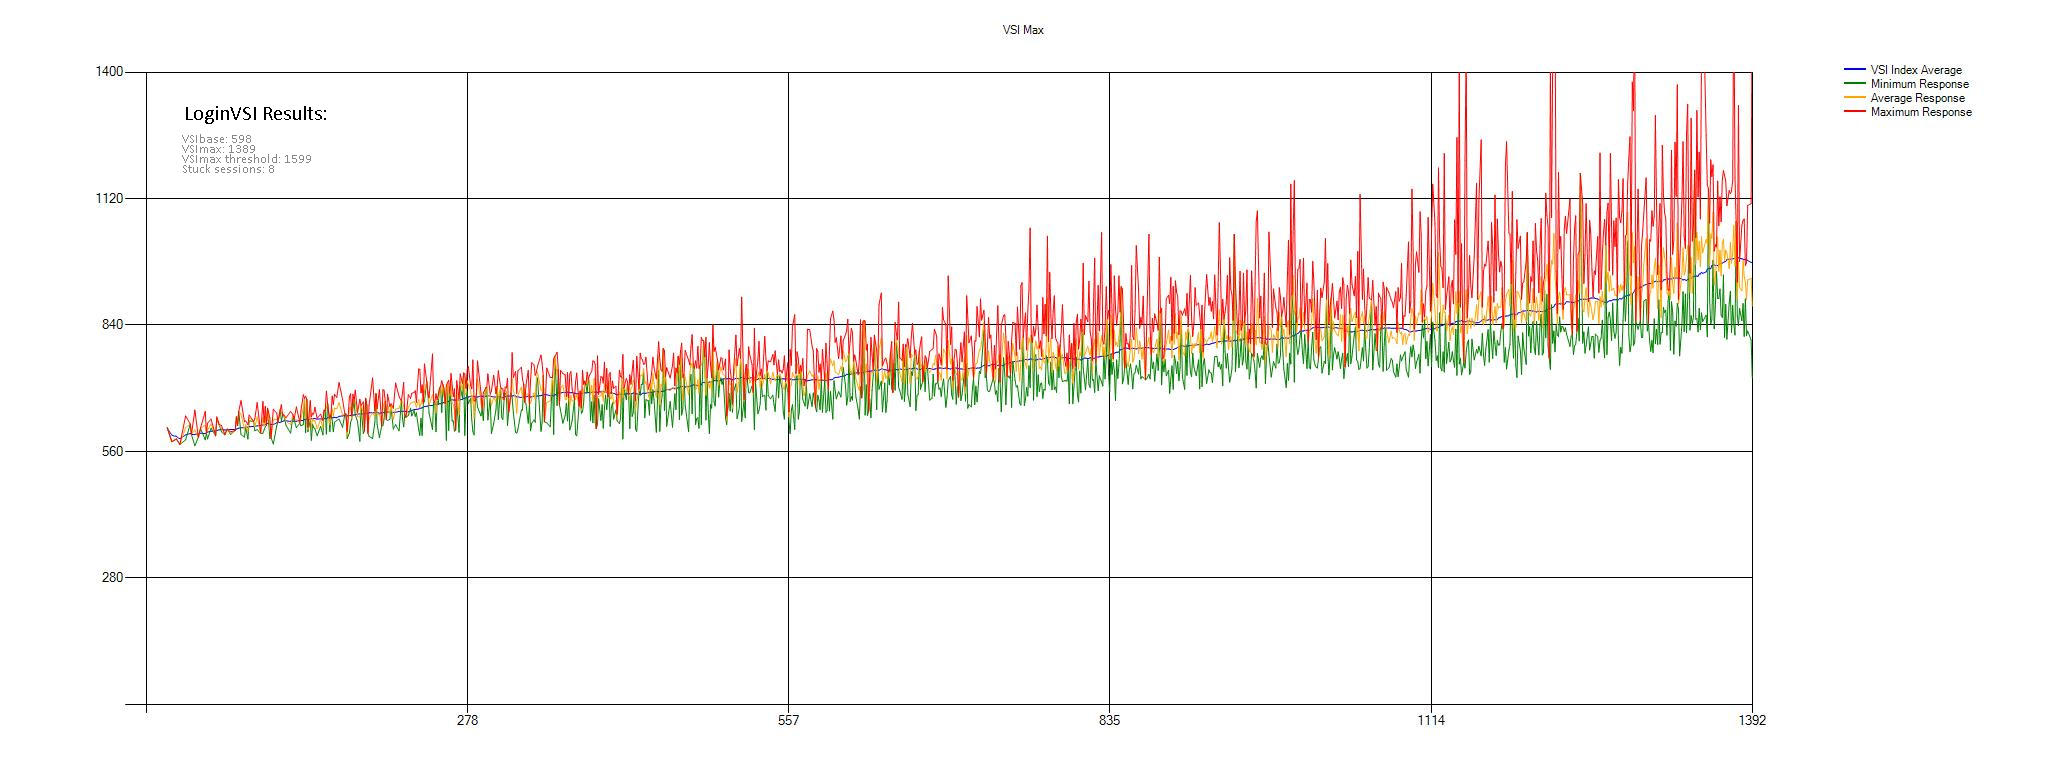 VSI Max
1400
1120
840
560
280
278
557
835
1114
1392
LoginVSI Results:
VSIbase: 598
VSImax: 1389
VSImax threshold: 1599
Stuck sessions: 8
VSI Index Average
Minimum Response
Average Response
Maximum Response